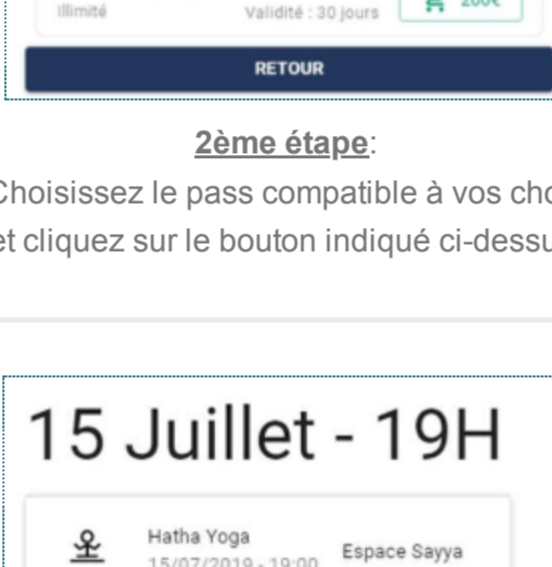 Illimité
Validité : 30 jours
200€
RETOUR
2ème étape:
Choisissez le pass compatible à vos cho
et cliquez sur le bouton indiqué ci-dessu
15 Juillet - 19H
Hatha Yoga
15/07/2019 - 19:00
Espace Sayya